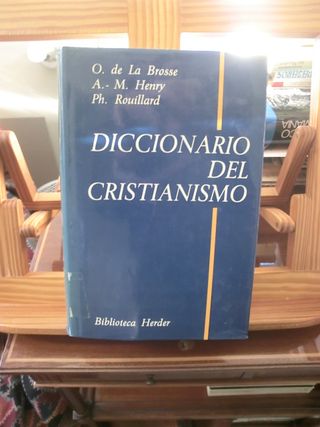 O. de La Brosse
A.- M. Henry
Ph. Rouillard
DICCIONARIO
DEL
CRISTIANISMO
Biblioteca Herder